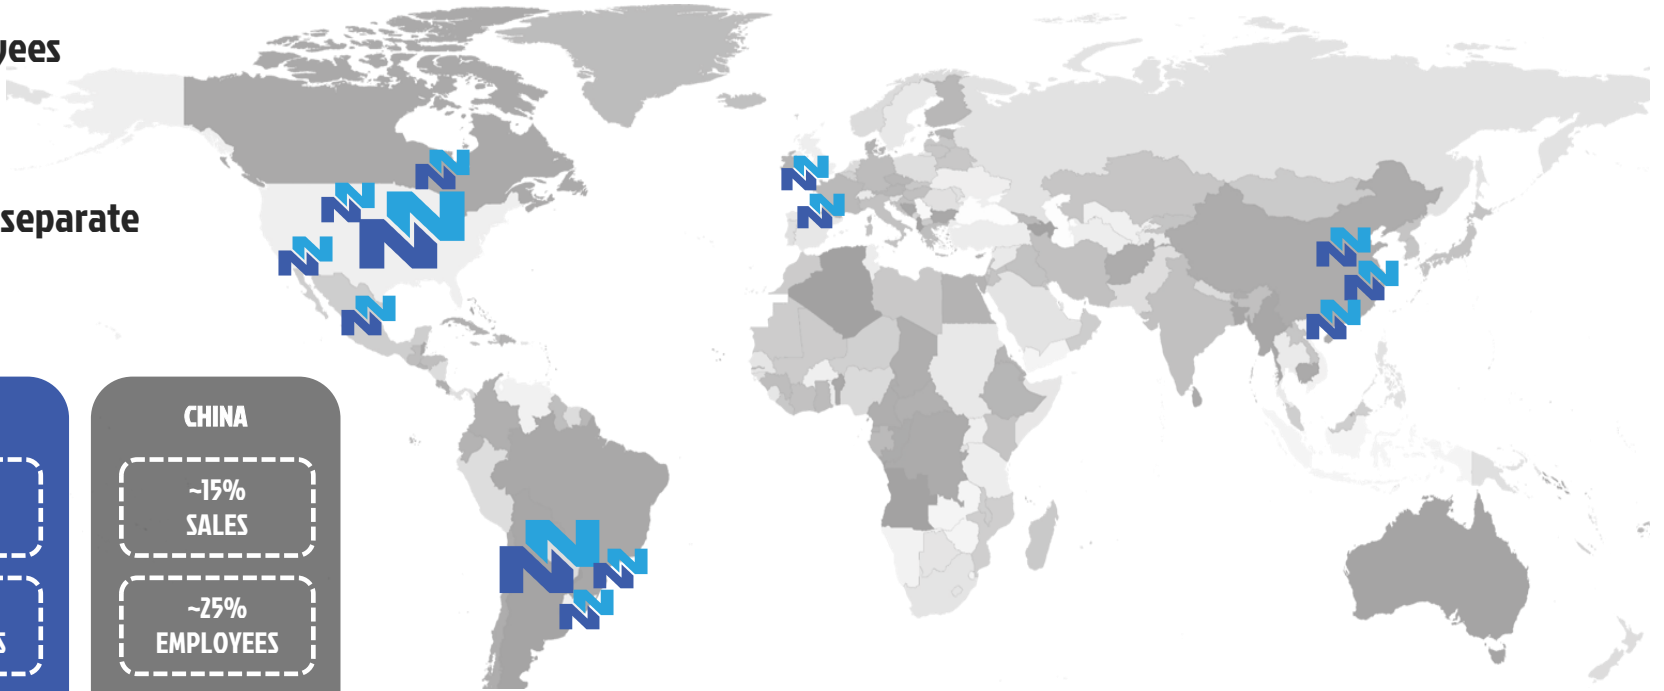 yees
separate
CHINA
~15%
SALES
~25%
EMPLOYEES
S